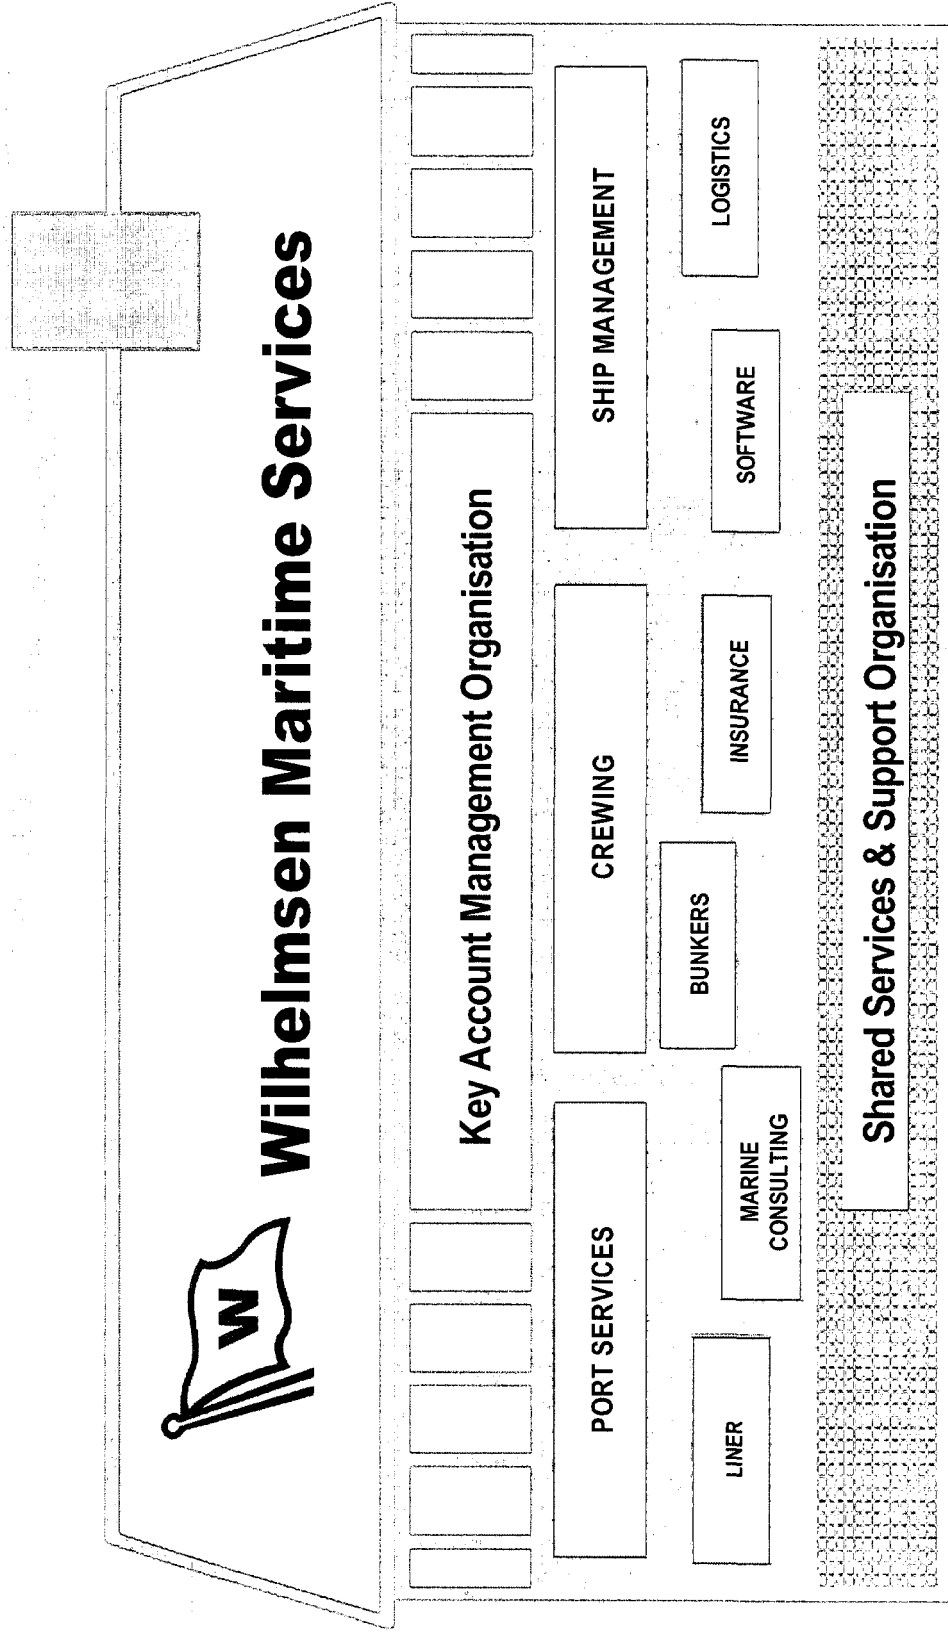 W
Wilhelmsen Maritime Services
Key Account Management Organisation
PORT SERVICES
CREWING
SHIP MANAGEMENT
LINER
MARINE
CONSULTING
BUNKERS
INSURANCE
SOFTWARE
LOGISTICS
Shared Services & Support Organisation